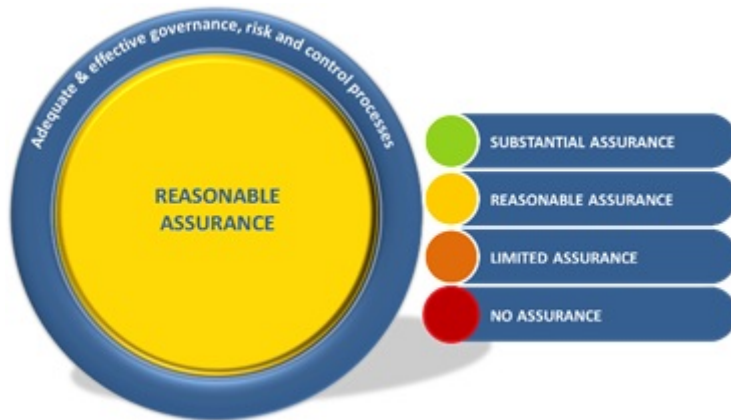 Adequate & effective governance, risk and control processes
REASONABLE
ASSURANCE
SUBSTANTIAL ASSURANCE
REASONABLE ASSURANCE
LIMITED ASSURANCE
NO ASSURANCE